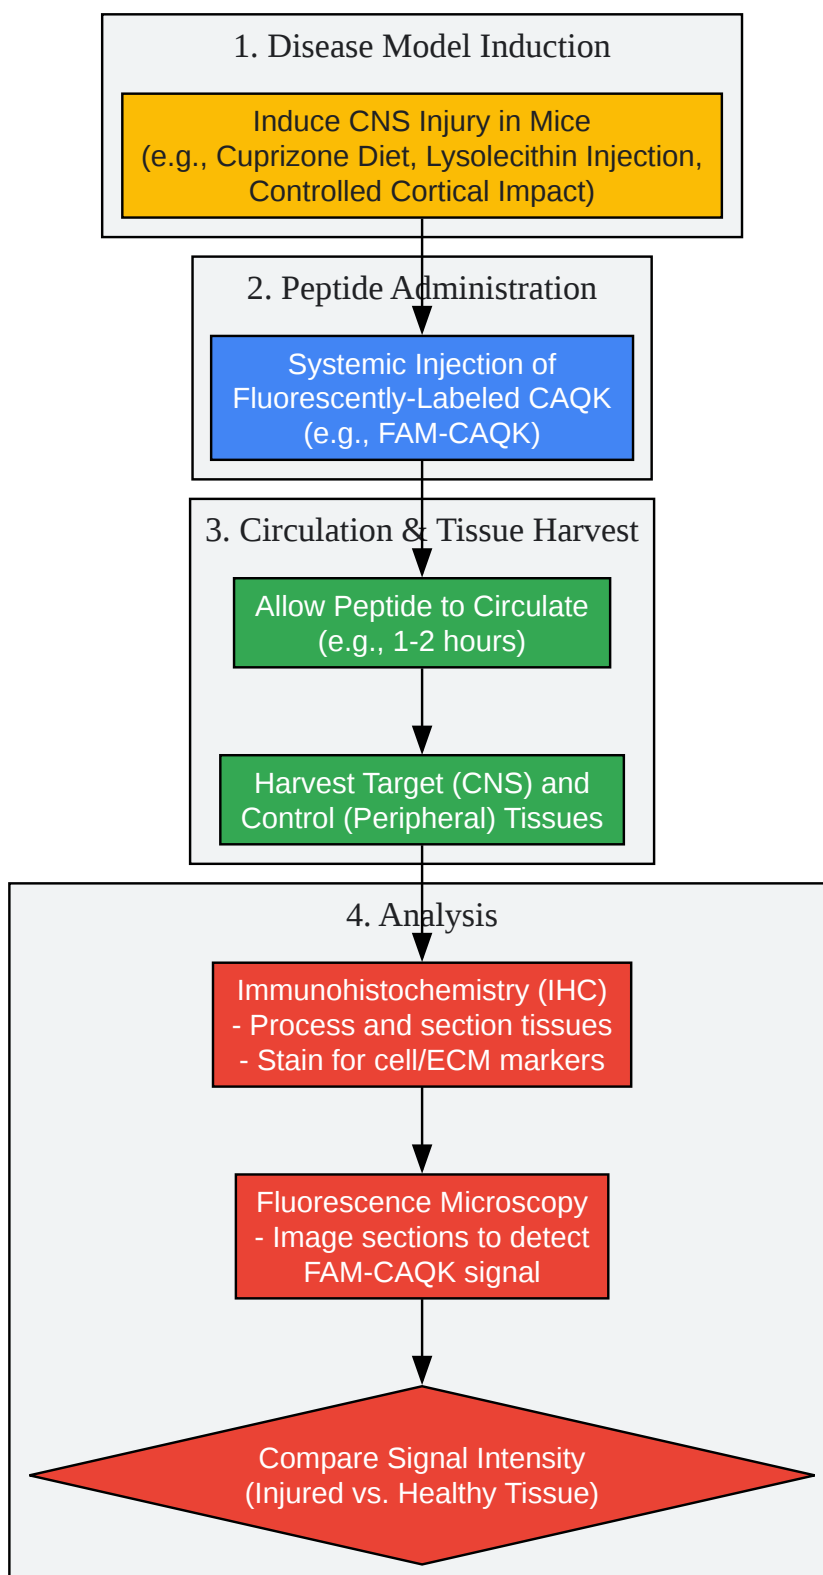 1. Disease Model Induction
Induce CNS Injury in Mice
(e.g., Cuprizone Diet, Lysolecithin Injection,
Controlled Cortical Impact)
2. Peptide Administration
Systemic Injection of
Fluorescently-Labeled CAQK
(e.g., FAM-CAQK)
3. Circulation & Tissue Harvest
Allow Peptide to Circulate
(e.g., 1-2 hours)
Harvest Target (CNS) and
Control (Peripheral) Tissues
4. Analysis
Immunohistochemistry (IHC)
- Process and section tissues
- Stain for cell/ECM markers
Fluorescence Microscopy
- Image sections to detect
FAM-CAQK signal
Compare Signal Intensity
(Injured vs. Healthy Tissue)